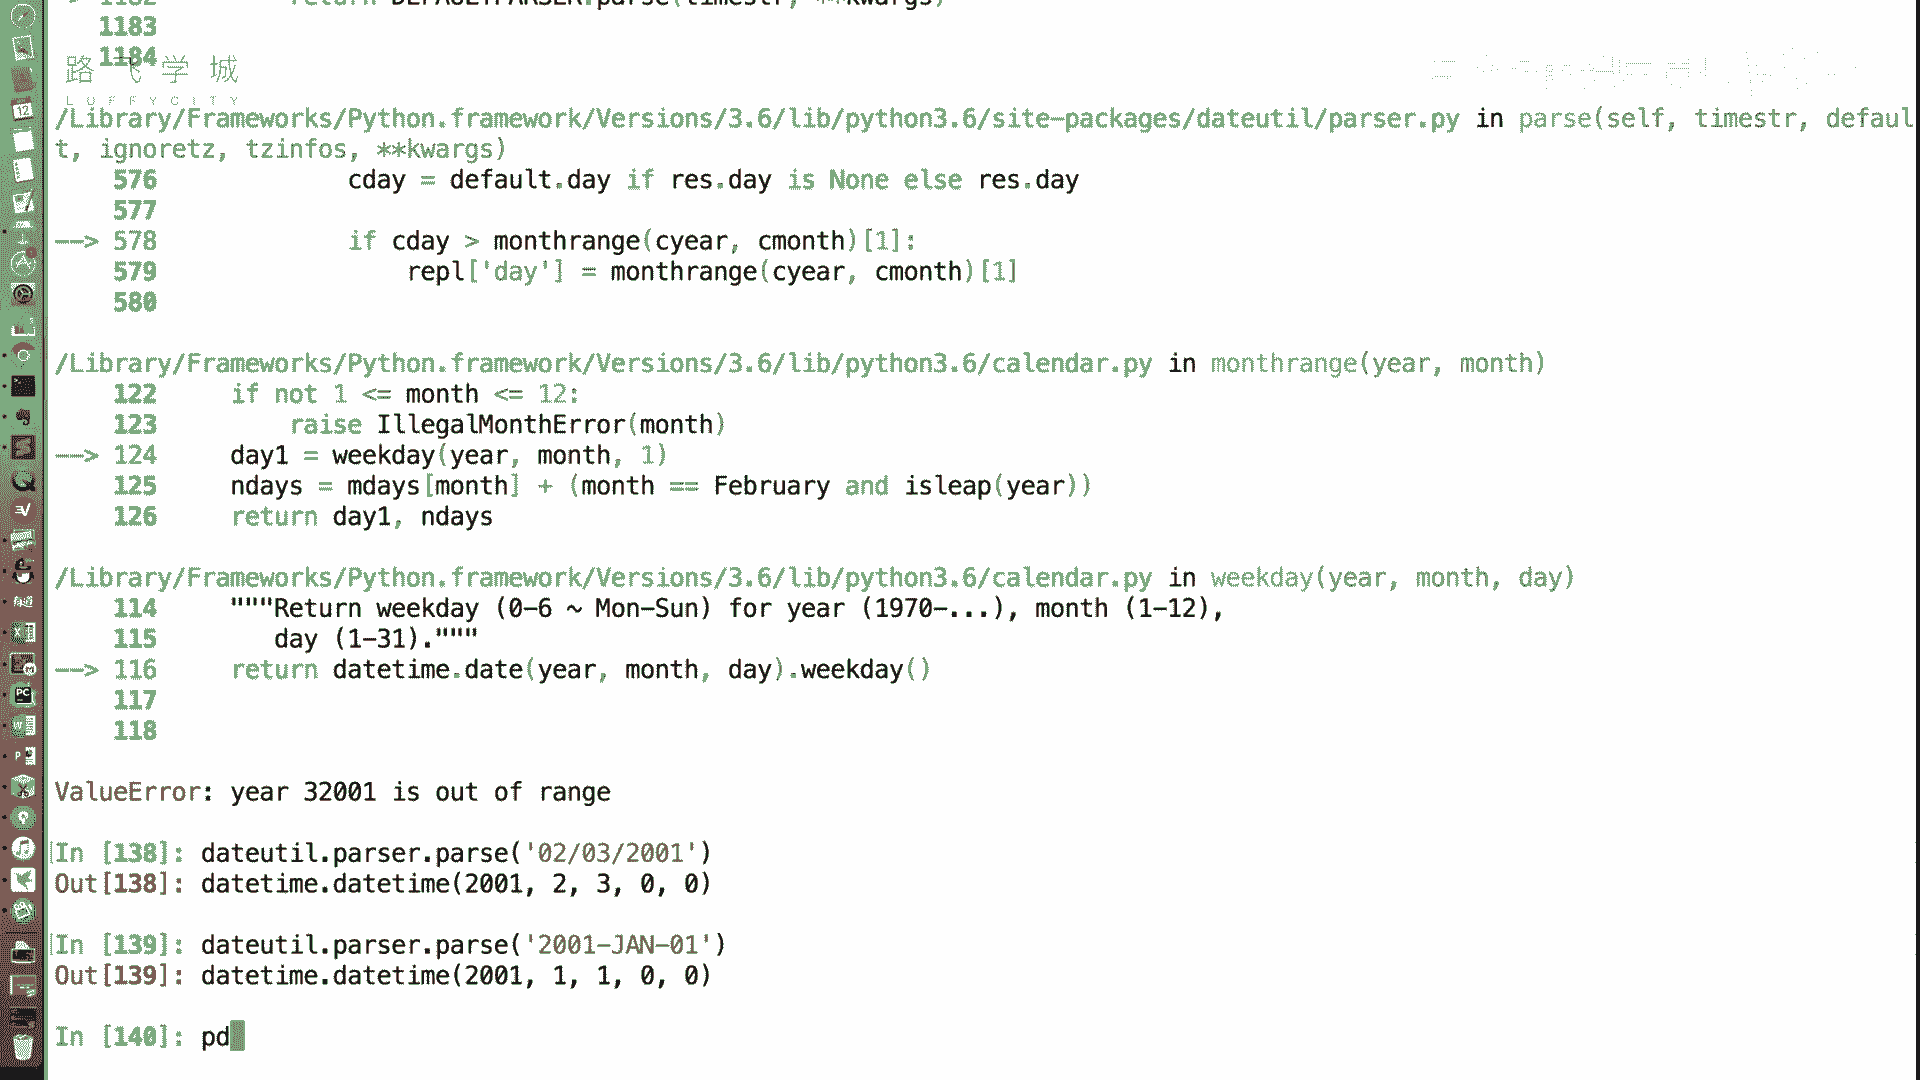 1182 return DEFAULTPARSER.parse(timestr, **kwargs)
1183
1184
路飞学城
LUFFYCITY
/Library/Frameworks/Python.framework/Versions/3.6/lib/python3.6/site-packages/dateutil/parser.py in parse(self, timestr, defaul
t, ignoretz, tzinfos, **kwargs)
576 cday = default.day if res.day is None else res.day
577
--> 578 if cday > monthrange(cyear, cmonth)[1]:
579 repl['day'] = monthrange(cyear, cmonth)[1]
580
/Library/Frameworks/Python.framework/Versions/3.6/lib/python3.6/calendar.py in monthrange(year, month)
122 if not 1 <= month <= 12:
123 raise IllegalMonthError(month)
--> 124 day1 = weekday(year, month, 1)
125 ndays = mdays[month] + (month == February and isleap(year))
126 return day1, ndays
/Library/Frameworks/Python.framework/Versions/3.6/lib/python3.6/calendar.py in weekday(year, month, day)
114 """Return weekday (0-6 ~ Mon-Sun) for year (1970-...), month (1-12),
115 day (1-31)."""
--> 116 return datetime.date(year, month, day).weekday()
117
118
ValueError: year 32001 is out of range
In [138]: dateutil.parser.parse('02/03/2001')
Out[138]: datetime.datetime(2001, 2, 3, 0, 0)
In [139]: dateutil.parser.parse('2001-JAN-01')
Out[139]: datetime.datetime(2001, 1, 1, 0, 0)
In [140]: pd